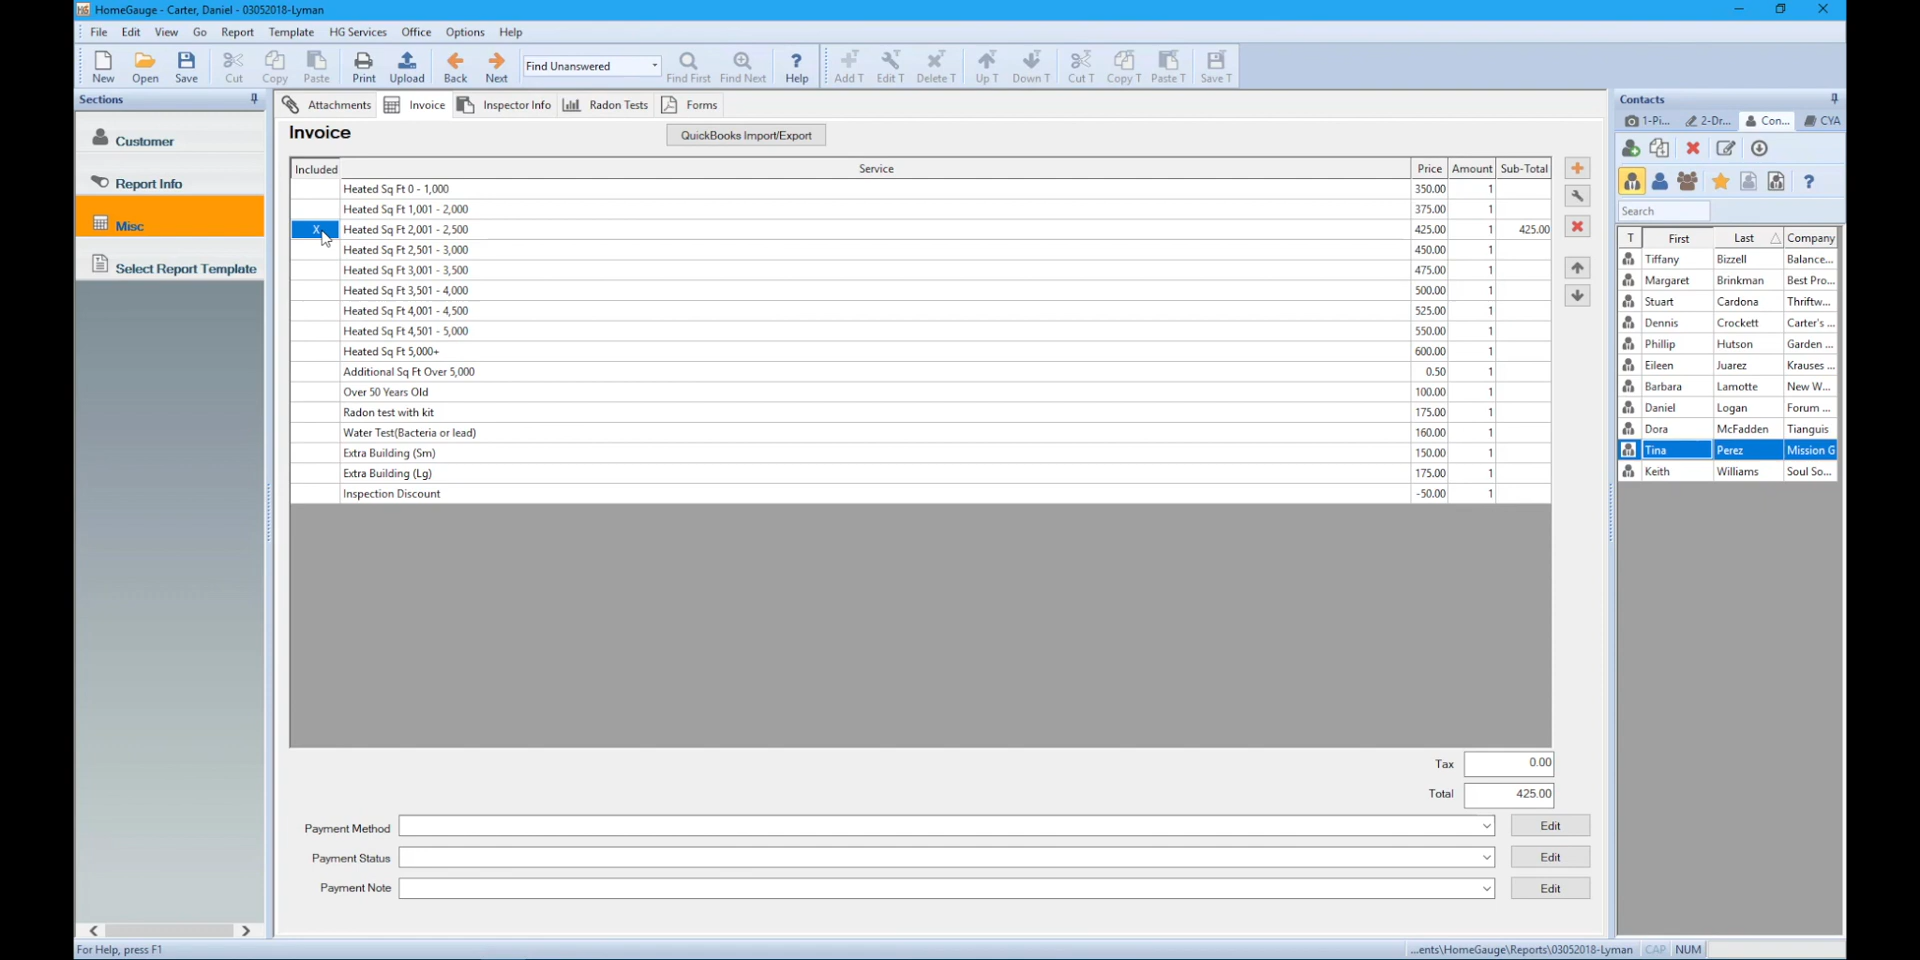 HomeGauge - Carter, Daniel - 03052018-Lyman
File Edit View Go Report Template HG Services Office Options Help
New Open Save Cut Copy Paste Print Upload Back Next Find Unanswered Find First Find Next Help Add T Edit T Delete T Up T Down T Cut T Copy T Paste T Save T
Sections
Customer
Report Info
Misc
Select Report Template
Attachments Invoice Inspector Info Radon Tests Forms
Invoice
QuickBooks Import/Export
Included Service Price Amount Sub-Total
Heated Sq Ft 0 - 1,000 350.00 1
Heated Sq Ft 1,001 - 2,000 375.00 1
X Heated Sq Ft 2,001 - 2,500 425.00 1 425.00
Heated Sq Ft 2,501 - 3,000 450.00 1
Heated Sq Ft 3,001 - 3,500 475.00 1
Heated Sq Ft 3,501 - 4,000 500.00 1
Heated Sq Ft 4,001 - 4,500 525.00 1
Heated Sq Ft 4,501 - 5,000 550.00 1
Heated Sq Ft 5,000+ 600.00 1
Additional Sq Ft Over 5,000 0.50 1
Over 50 Years Old 100.00 1
Radon test with kit 175.00 1
Water Test(Bacteria or lead) 160.00 1
Extra Building (Sm) 150.00 1
Extra Building (Lg) 175.00 1
Inspection Discount -50.00 1
Tax 0.00
Total 425.00
Payment Method Edit
Payment Status Edit
Payment Note Edit
Contacts
1-Pi... 2-Dr... Con... CYA
Search
T First Last Company
Tiffany Bizzell Balance...
Margaret Brinkman Best Pro...
Stuart Cardona Thriftw...
Dennis Crockett Carter's ...
Phillip Hutson Garden ...
Eileen Juarez Krauses ...
Barbara Lamotte New W...
Daniel Logan Forum ...
Dora McFadden Tianguis
Tina Perez Mission G
Keith Williams Soul So...
For Help, press F1
...ents\HomeGauge\Reports\03052018-Lyman CAP NUM